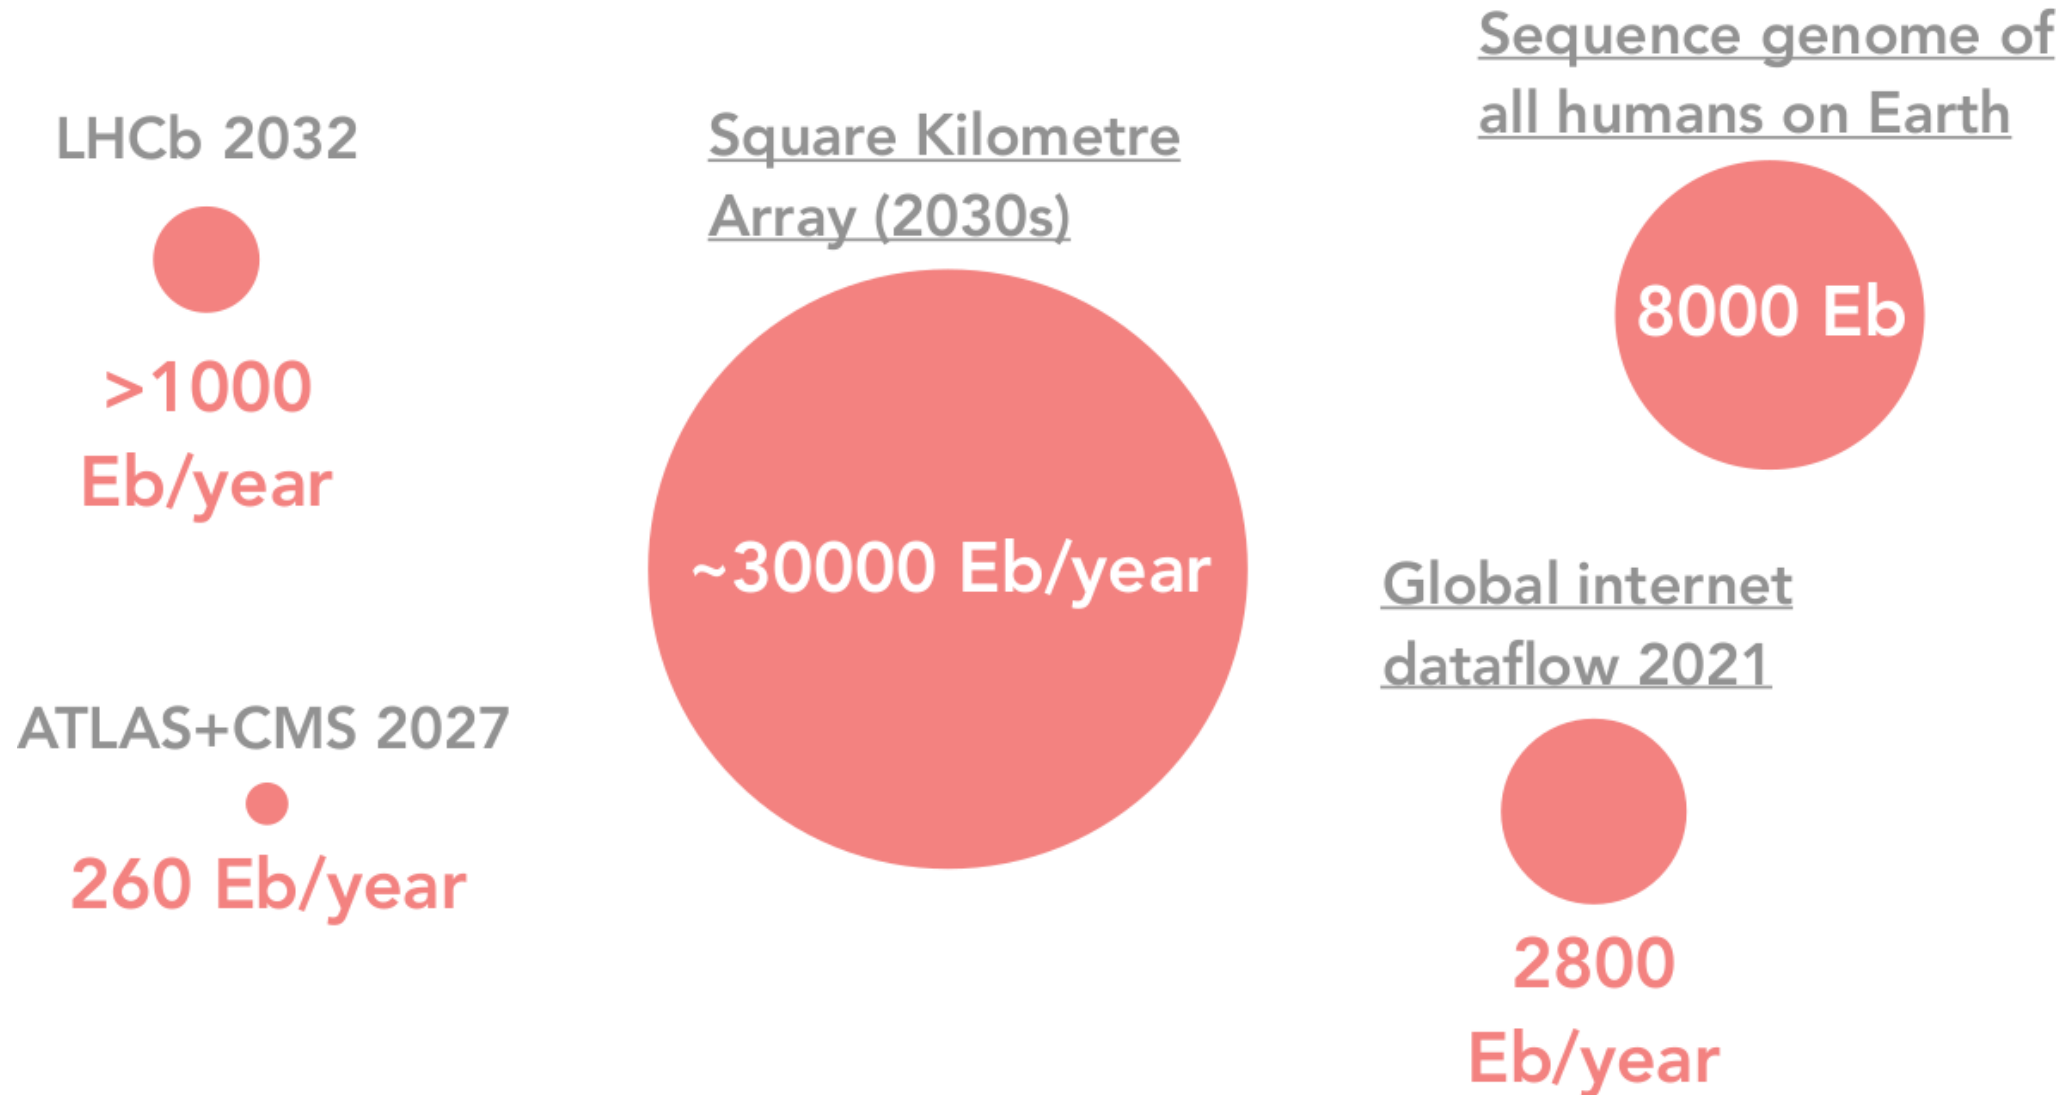 LHCb 2032
>1000
Eb/year
ATLAS+CMS 2027
260 Eb/year
Square Kilometre
Array (2030s)
~30000 Eb/year
Sequence genome of
all humans on Earth
8000 Eb
Global internet
dataflow 2021
2800
Eb/year